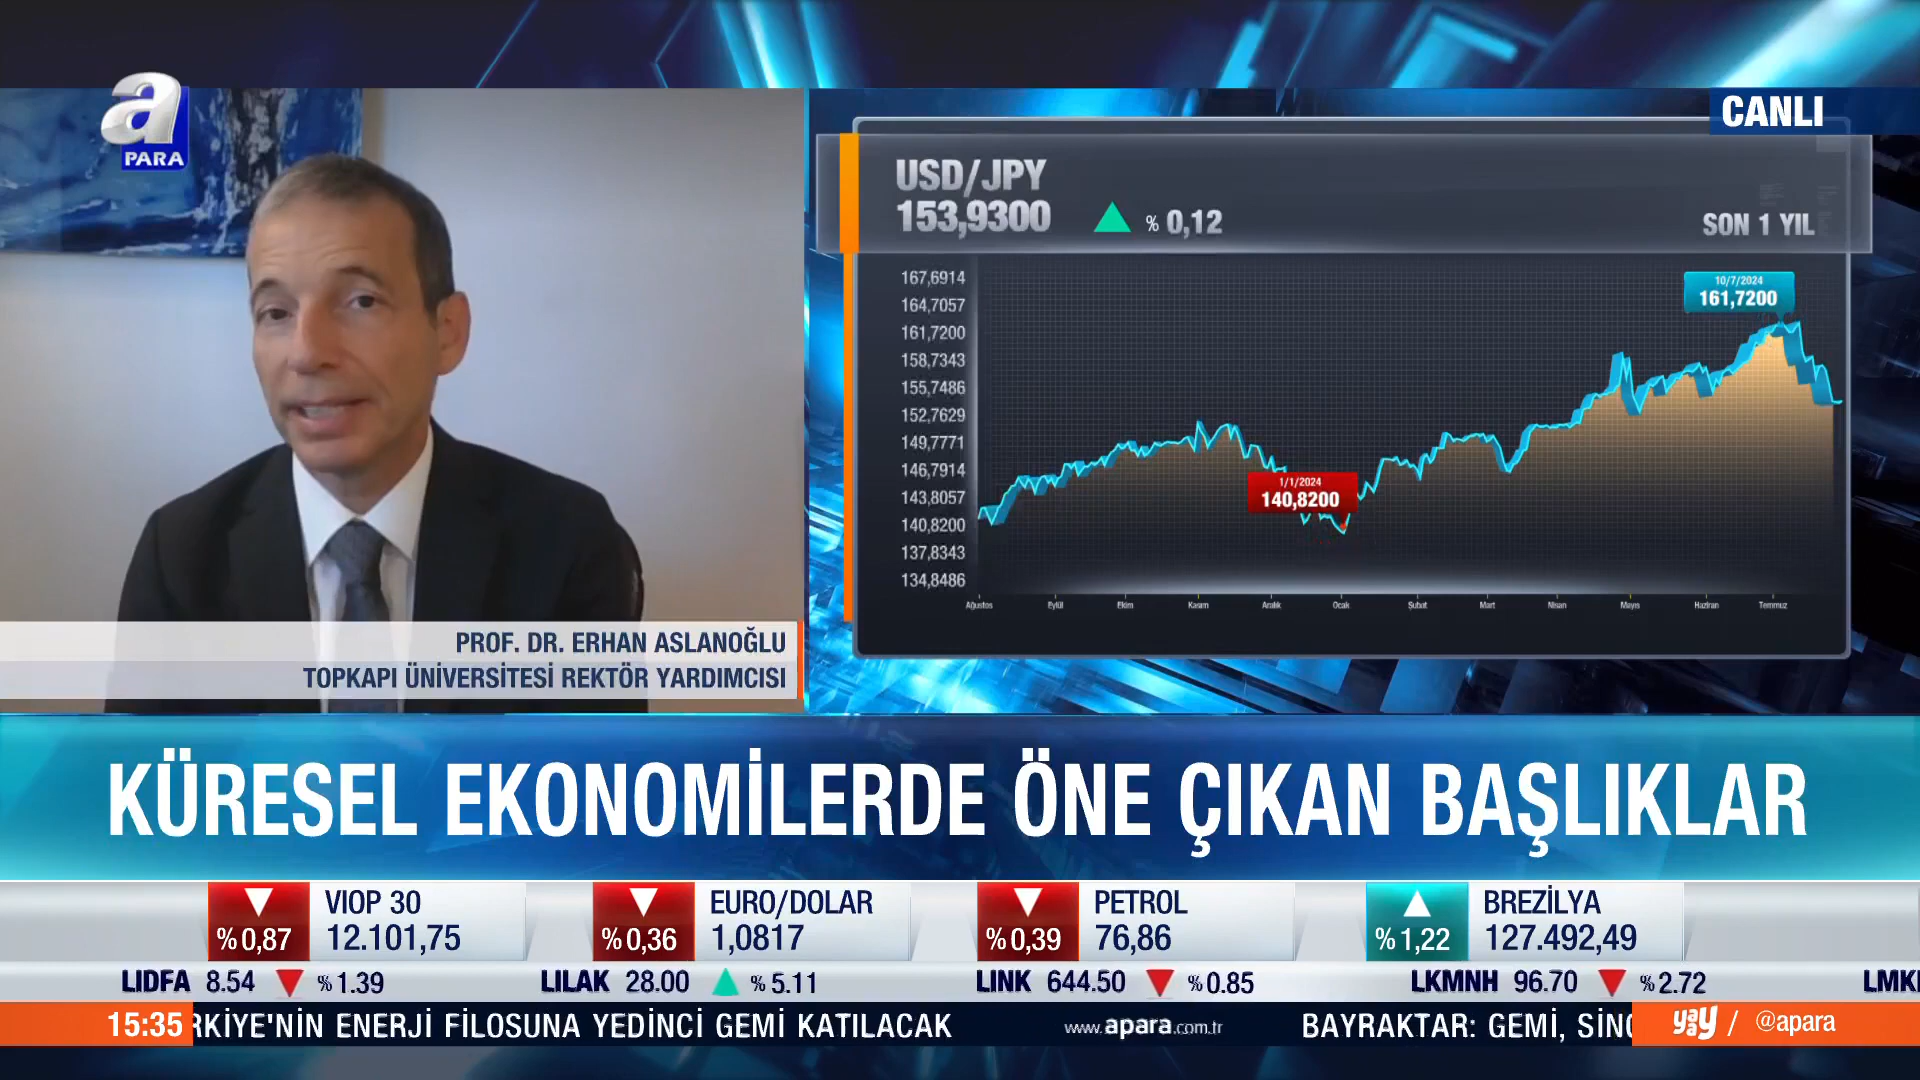 a
PARA
CANLI
USD/JPY
153,9300
% 0,12
SON 1 YIL
167,6914
164,7057
161,7200
158,7343
155,7486
152,7629
149,7771
146,7914
143,8057
140,8200
137,8343
134,8486
10/7/2024
161,7200
1/1/2024
140,8200
Ağustos Eylül Ekim Kasım Aralık Ocak Şubat Mart Nisan Mayıs Haziran Temmuz
PROF. DR. ERHAN ASLANOĞLU
TOPKAPI ÜNİVERSİTESİ REKTÖR YARDIMCISI
KÜRESEL EKONOMİLERDE ÖNE ÇIKAN BAŞLIKLAR
%0,87 VIOP 30 12.101,75
%0,36 EURO/DOLAR 1,0817
%0,39 PETROL 76,86
%1,22 BREZİLYA 127.492,49
LIDFA 8.54 %1.39 LILAK 28.00 %5.11 LINK 644.50 %0.85 LKMNH 96.70 %2.72 LMK
15:35 RKİYE'NİN ENERJİ FİLOSUNA YEDİNCİ GEMİ KATILACAK www.apara.com.tr BAYRAKTAR: GEMİ, SİNO yaay / @apara